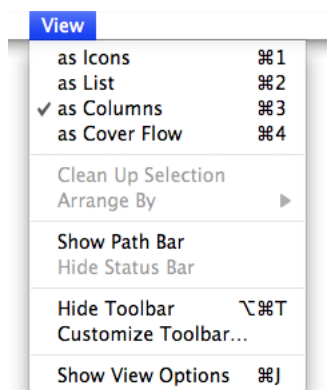 View
as Icons ⌘1
as List ⌘2
✓ as Columns ⌘3
as Cover Flow ⌘4
Clean Up Selection
Arrange By ▶
Show Path Bar
Hide Status Bar
Hide Toolbar ⌥⌘T
Customize Toolbar...
Show View Options ⌘J